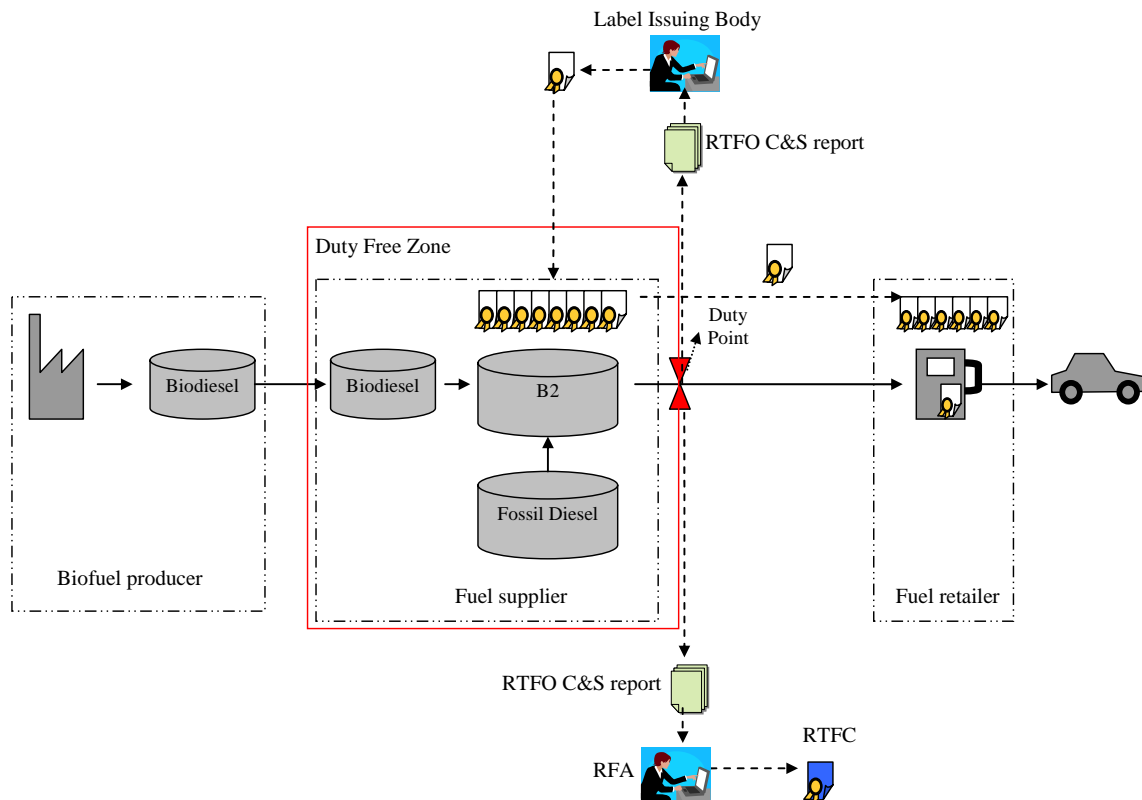 Label Issuing Body
RTFO C&S report
Duty Free Zone
Duty
Point
Biodiesel
Biodiesel
B2
Fossil Diesel
Biofuel producer
Fuel supplier
Fuel retailer
RTFO C&S report
RTFC
RFA